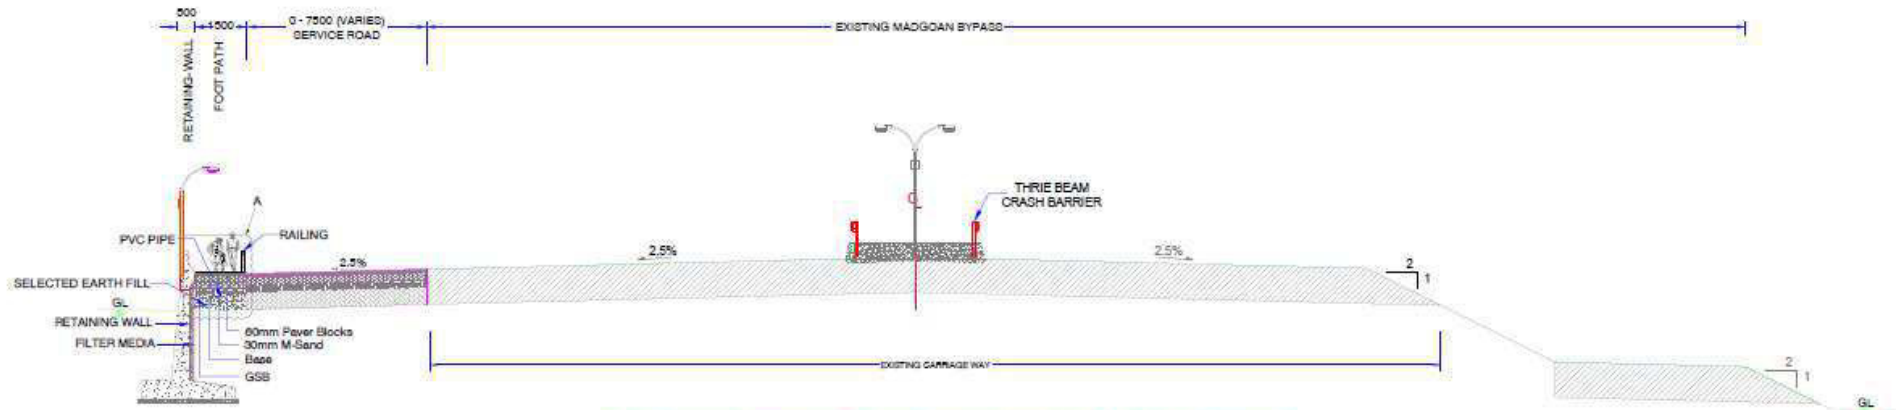 500
1500
0 - 7500 (VARIES)
SERVICE ROAD
EXISTING MADGOAN BYPASS
RETAINING-WALL
FOOT PATH
A
THRIE BEAM
CRASH BARRIER
PVC PIPE
RAILING
CL
2.5%
2.5%
2.5%
2
1
SELECTED EARTH FILL
GL
RETAINING WALL
FILTER MEDIA
60mm Paver Blocks
30mm M-Sand
Base
GSB
EXISTING CARRIAGE WAY
2
1
GL